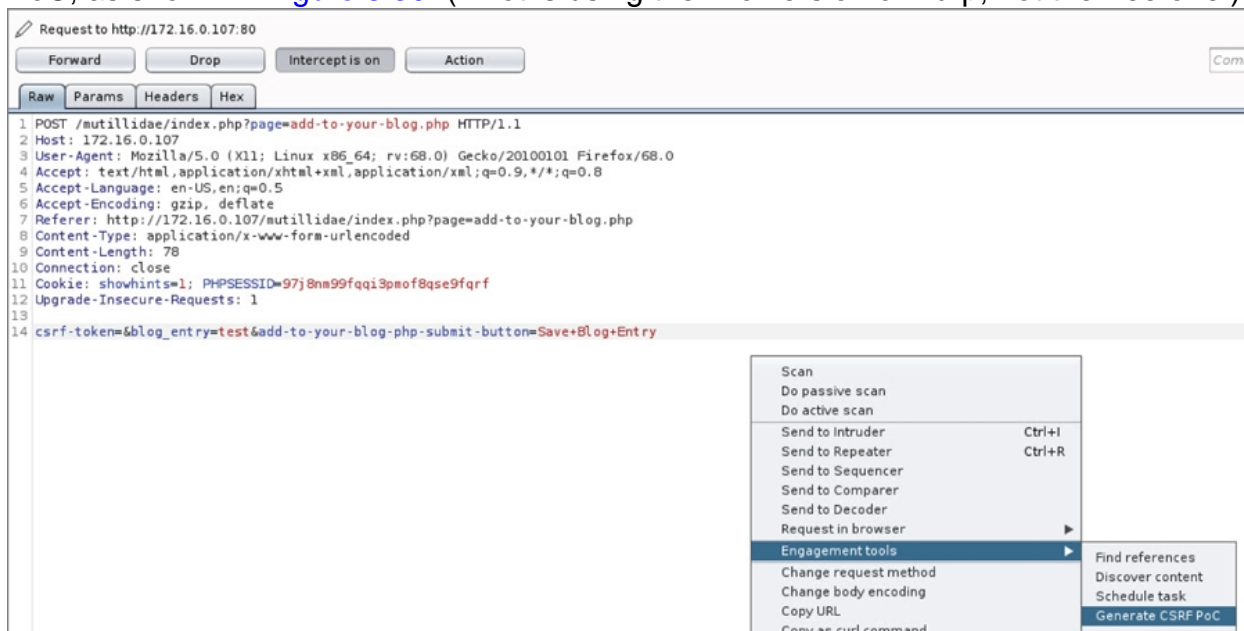 Request to http://172.16.0.107:80
Forward Drop Intercept is on Action
Raw Params Headers Hex
1 POST /mutillidae/index.php?page=add-to-your-blog.php HTTP/1.1
2 Host: 172.16.0.107
3 User-Agent: Mozilla/5.0 (X11; Linux x86_64; rv:68.0) Gecko/20100101 Firefox/68.0
4 Accept: text/html,application/xhtml+xml,application/xml;q=0.9,*/*;q=0.8
5 Accept-Language: en-US,en;q=0.5
6 Accept-Encoding: gzip, deflate
7 Referer: http://172.16.0.107/mutillidae/index.php?page=add-to-your-blog.php
8 Content-Type: application/x-www-form-urlencoded
9 Content-Length: 78
10 Connection: close
11 Cookie: showhints=1; PHPSESSID=97j8nm99fqqi3pmof8qse9fqrf
12 Upgrade-Insecure-Requests: 1
13
14 csrf-token=&blog_entry=test&add-to-your-blog-php-submit-button=Save+Blog+Entry
Scan
Do passive scan
Do active scan
Send to Intruder Ctrl+I
Send to Repeater Ctrl+R
Send to Sequencer
Send to Comparer
Send to Decoder
Request in browser
Engagement tools
Find references
Change request method
Discover content
Change body encoding
Schedule task
Copy URL
Generate CSRF PoC
Copy as curl command